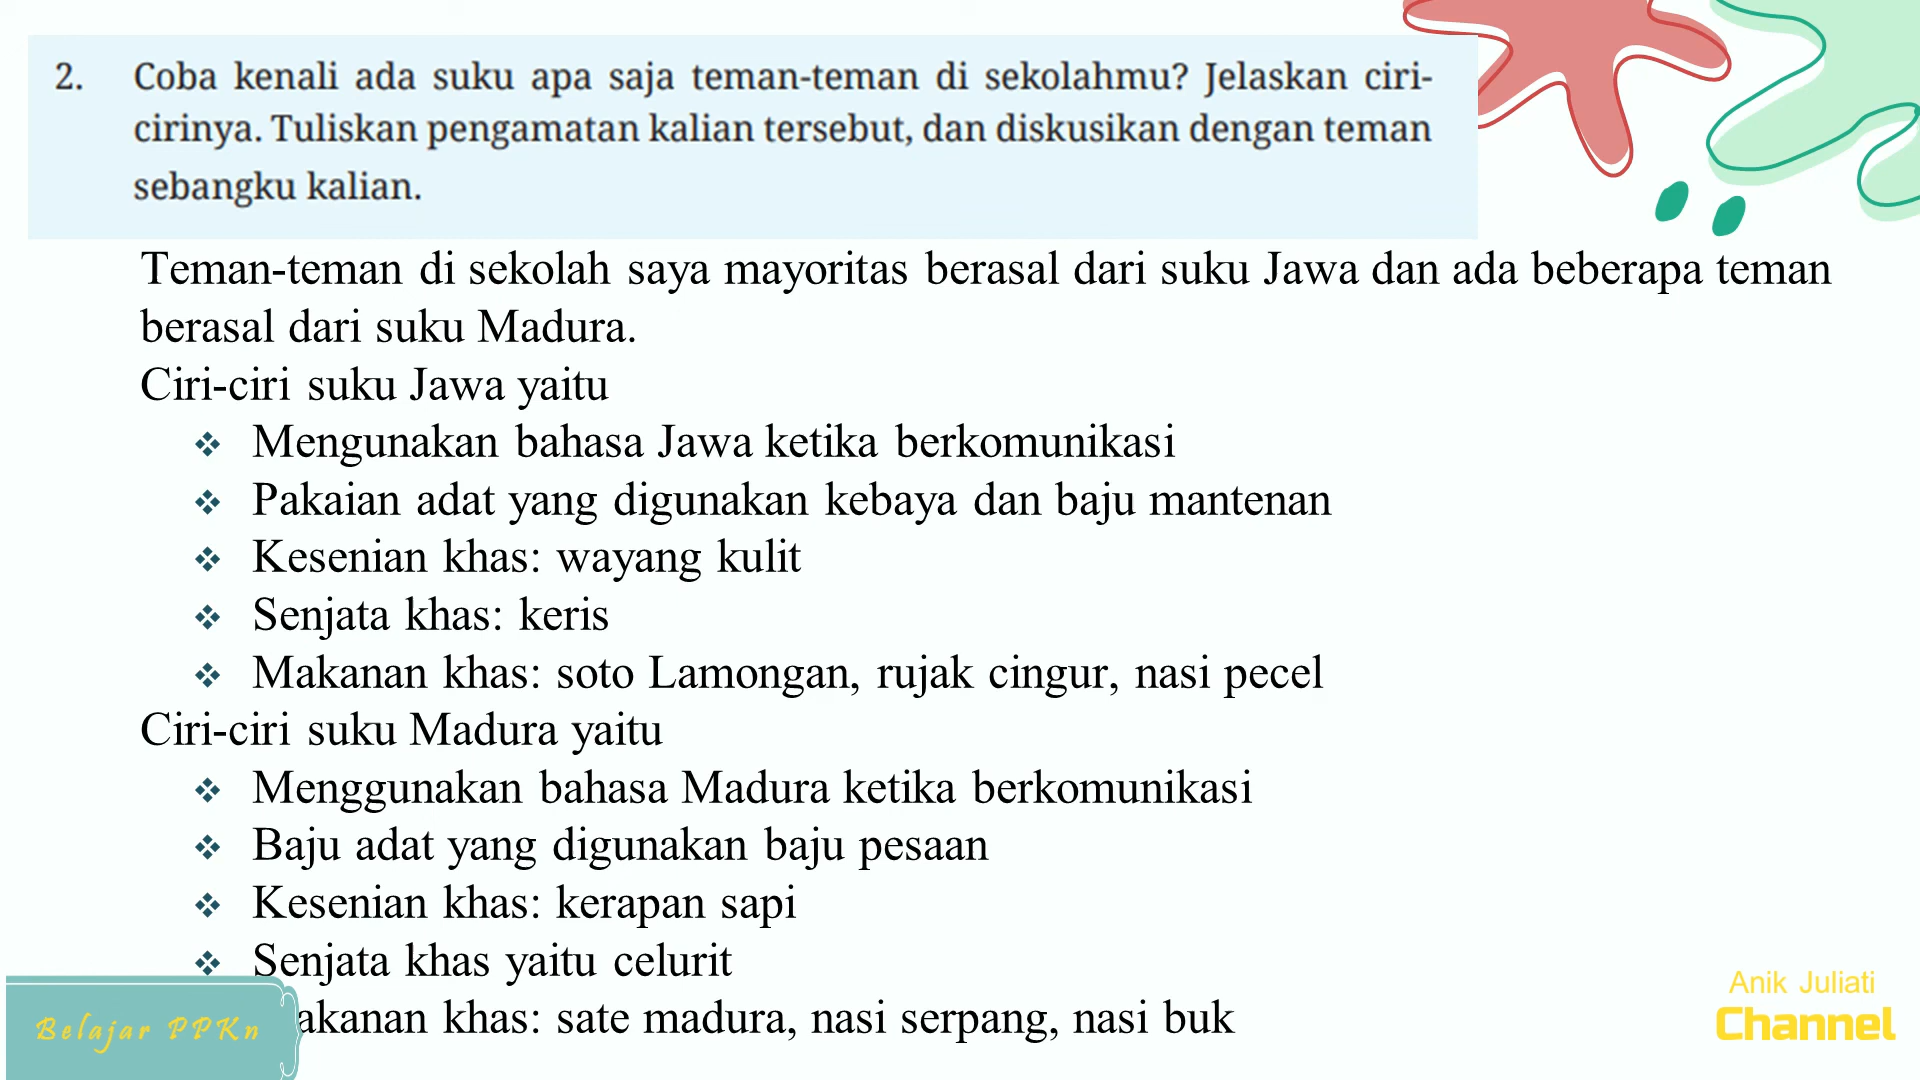 2. Coba kenali ada suku apa saja teman-teman di sekolahmu? Jelaskan ciri-
cirinya. Tuliskan pengamatan kalian tersebut, dan diskusikan dengan teman
sebangku kalian.
Teman-teman di sekolah saya mayoritas berasal dari suku Jawa dan ada beberapa teman
berasal dari suku Madura.
Ciri-ciri suku Jawa yaitu
❖ Mengunakan bahasa Jawa ketika berkomunikasi
❖ Pakaian adat yang digunakan kebaya dan baju mantenan
❖ Kesenian khas: wayang kulit
❖ Senjata khas: keris
❖ Makanan khas: soto Lamongan, rujak cingur, nasi pecel
Ciri-ciri suku Madura yaitu
❖ Menggunakan bahasa Madura ketika berkomunikasi
❖ Baju adat yang digunakan baju pesaan
❖ Kesenian khas: kerapan sapi
❖ Senjata khas yaitu celurit
akanan khas: sate madura, nasi serpang, nasi buk
Belajar PPKn
Anik Juliati
Channel